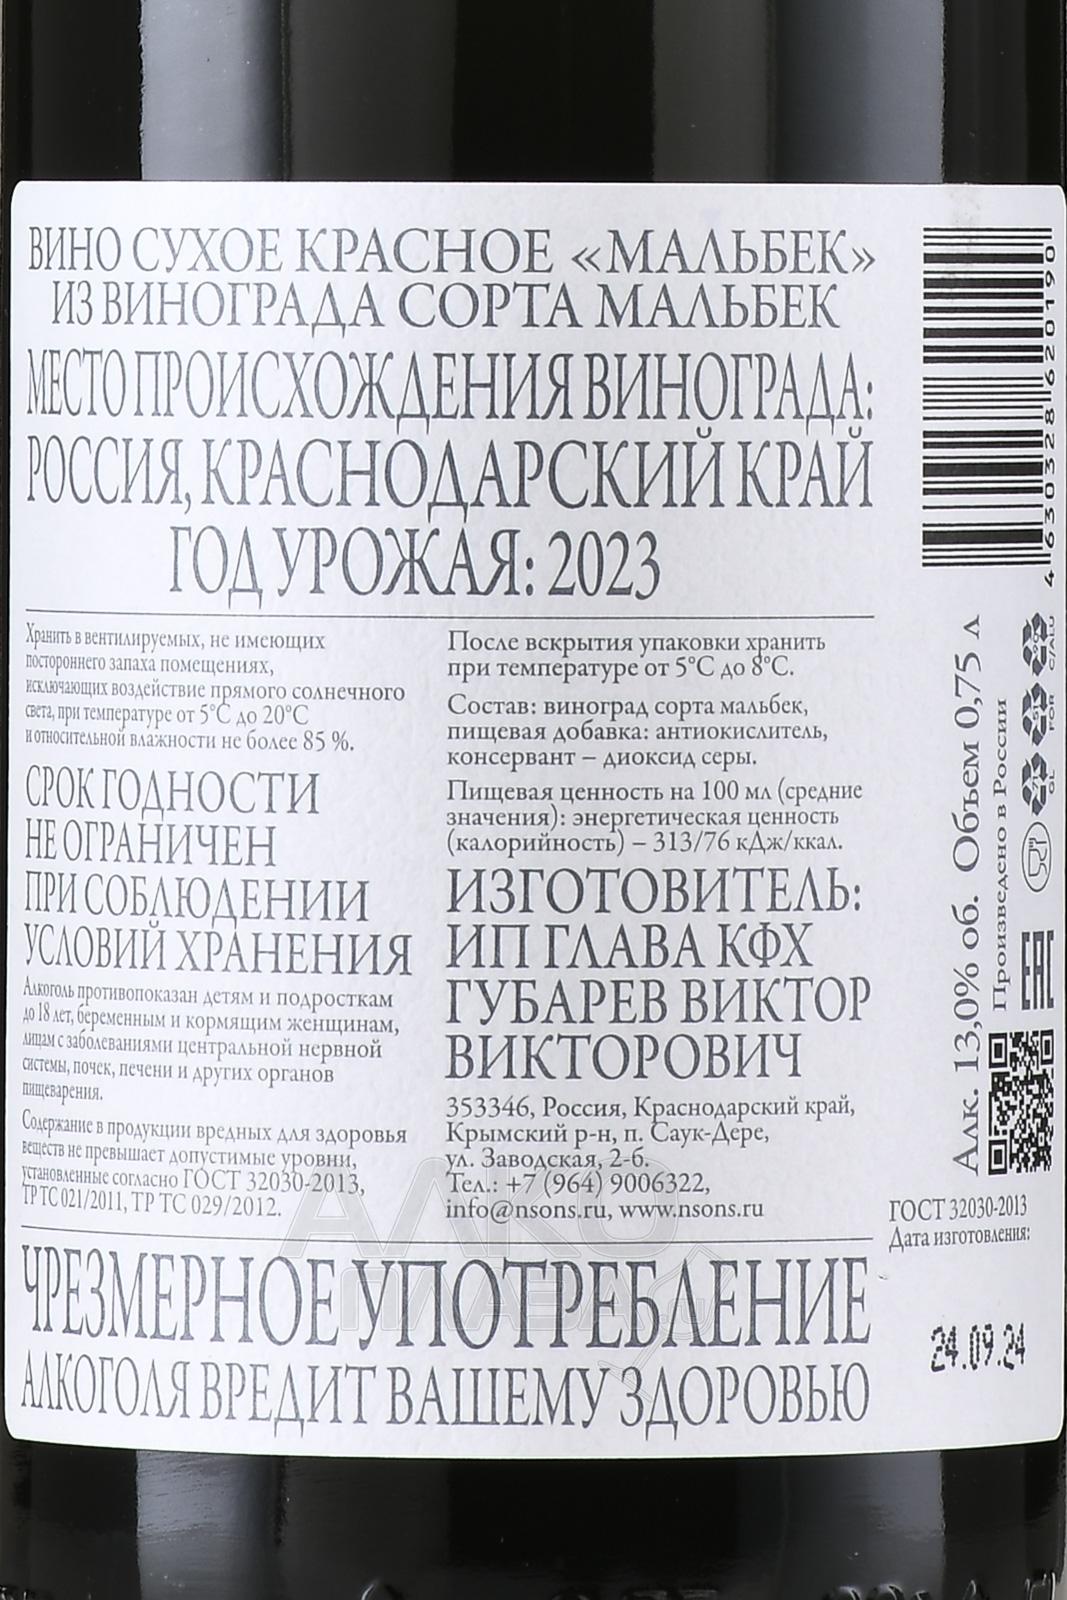 ВИНО СУХОЕ КРАСНОЕ «МАЛЬБЕК»
ИЗ ВИНОГРАДА СОРТА МАЛЬБЕК
МЕСТО ПРОИСХОЖДЕНИЯ ВИНОГРАДА:
РОССИЯ, КРАСНОДАРСКИЙ КРАЙ
ГОД УРОЖАЯ: 2023
Хранить в вентилируемых, не имеющих
постороннего запаха помещениях,
исключающих воздействие прямого солнечного
света, при температуре от 5°С до 20°С
и относительной влажности не более 85 %.
СРОК ГОДНОСТИ
НЕ ОГРАНИЧЕН
ПРИ СОБЛЮДЕНИИ
УСЛОВИЙ ХРАНЕНИЯ
Алкоголь противопоказан детям и подросткам
до 18 лет, беременным и кормящим женщинам,
лицам с заболеваниями центральной нервной
системы, почек, печени и других органов
пищеварения.
Содержание в продукции вредных для здоровья
веществ не превышает допустимые уровни,
установленные согласно ГОСТ 32030-2013,
ТР ТС 021/2011, ТР ТС 029/2012.
После вскрытия упаковки хранить
при температуре от 5°С до 8°С.
Состав: виноград сорта мальбек,
пищевая добавка: антиокислитель,
консервант – диоксид серы.
Пищевая ценность на 100 мл (средние
значения): энергетическая ценность
(калорийность) – 313/76 кДж/ккал.
ИЗГОТОВИТЕЛЬ:
ИП ГЛАВА КФХ
ГУБАРЕВ ВИКТОР
ВИКТОРОВИЧ
353346, Россия, Краснодарский край,
Крымский р-н, п. Саук-Дере,
ул. Заводская, 2-б.
Тел.: +7 (964) 9006322,
info@nsons.ru, www.nsons.ru
ЧРЕЗМЕРНОЕ УПОТРЕБЛЕНИЕ
АЛКОГОЛЯ ВРЕДИТ ВАШЕМУ ЗДОРОВЬЮ
4630328620190
Алк. 13,0% об. Объем 0,75 л
Произведено в России
GL
FOR
C/ALU
EAC
ГОСТ 32030-2013
Дата изготовления:
24.09.24
АЛКО
ПЛАЗА.ru